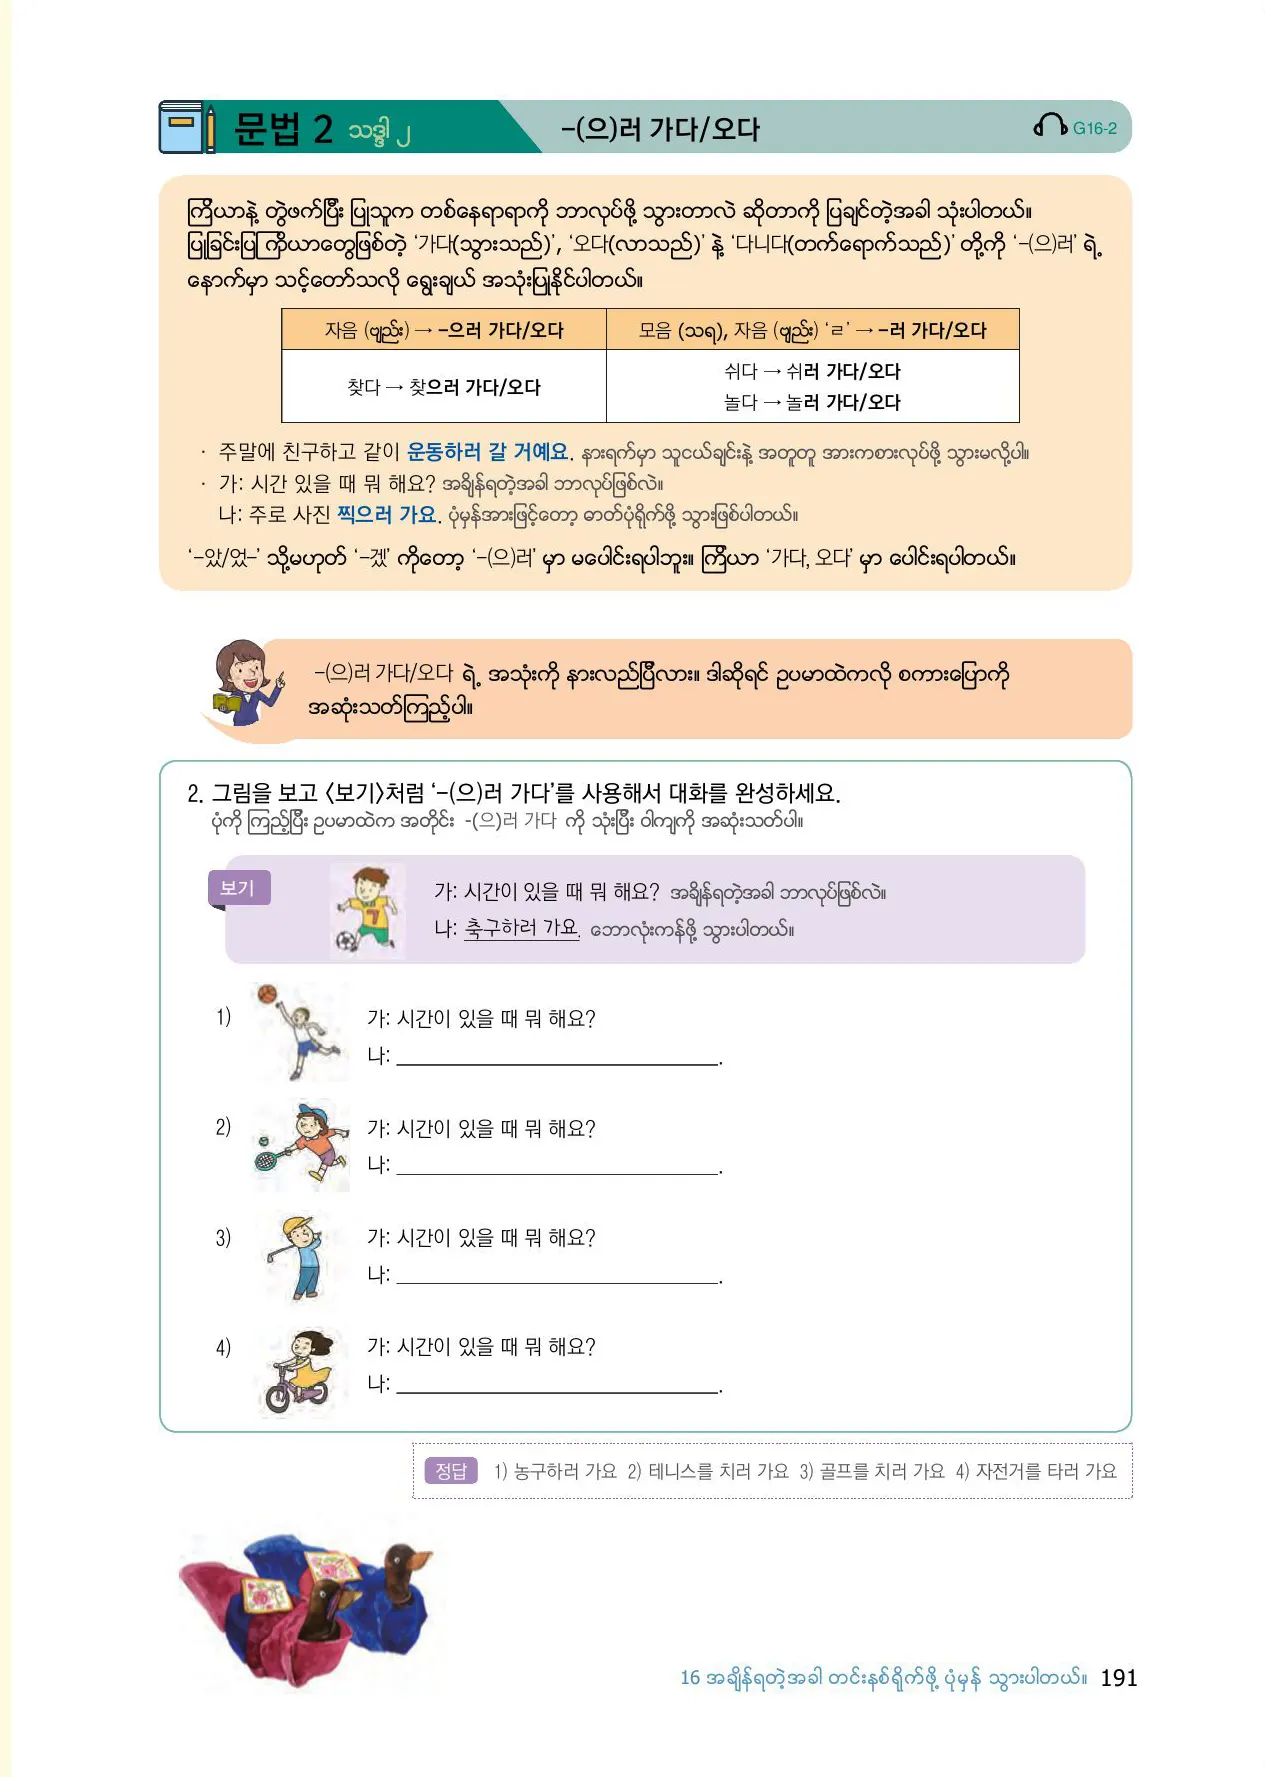 문법 2 သဒ္ဒါ ၂ -(으)러 가다/오다 G16-2
ကြိယာနဲ့ တွဲဖက်ပြီး ပြုသူက တစ်နေရာရာကို ဘာလုပ်ဖို့ သွားတာလဲ ဆိုတာကို ပြချင်တဲ့အခါ သုံးပါတယ်။
ပြုခြင်းပြကြိယာတွေဖြစ်တဲ့ ‘가다(သွားသည်)’, ‘오다(လာသည်)’ နဲ့ ‘다니다(တက်ရောက်သည်)’ တို့ကို ‘-(으)러’ ရဲ့
နောက်မှာ သင့်တော်သလို ရွေးချယ် အသုံးပြုနိုင်ပါတယ်။
자음 (ဗျည်း) → -으러 가다/오다
모음 (သရ), 자음 (ဗျည်း) ‘ㄹ’ → -러 가다/오다
찾다 → 찾으러 가다/오다
쉬다 → 쉬러 가다/오다
놀다 → 놀러 가다/오다
· 주말에 친구하고 같이 운동하러 갈 거예요. နားရက်မှာ သူငယ်ချင်းနဲ့ အတူတူ အားကစားလုပ်ဖို့ သွားမလို့ပါ။
· 가: 시간 있을 때 뭐 해요? အချိန်ရတဲ့အခါ ဘာလုပ်ဖြစ်လဲ။
나: 주로 사진 찍으러 가요. ပုံမှန်အားဖြင့်တော့ ဓာတ်ပုံရိုက်ဖို့ သွားဖြစ်ပါတယ်။
‘-았/었-’ သို့မဟုတ် ‘-겠’ ကိုတော့ ‘-(으)러’ မှာ မပေါင်းရပါဘူး။ ကြိယာ ‘가다, 오다’ မှာ ပေါင်းရပါတယ်။
-(으)러 가다/오다 ရဲ့ အသုံးကို နားလည်ပြီလား။ ဒါဆိုရင် ဥပမာထဲကလို စကားပြောကို
အဆုံးသတ်ကြည့်ပါ။
2. 그림을 보고 〈보기〉처럼 ‘-(으)러 가다’를 사용해서 대화를 완성하세요.
ပုံကို ကြည့်ပြီး ဥပမာထဲက အတိုင်း -(으)러 가다 ကို သုံးပြီး ဝါကျကို အဆုံးသတ်ပါ။
보기
7
가: 시간이 있을 때 뭐 해요? အချိန်ရတဲ့အခါ ဘာလုပ်ဖြစ်လဲ။
나: 축구하러 가요. ဘောလုံးကန်ဖို့ သွားပါတယ်။
1) 가: 시간이 있을 때 뭐 해요?
나: ______________________________.
2) 가: 시간이 있을 때 뭐 해요?
나: ______________________________.
3) 가: 시간이 있을 때 뭐 해요?
나: ______________________________.
4) 가: 시간이 있을 때 뭐 해요?
나: ______________________________.
정답 1) 농구하러 가요 2) 테니스를 치러 가요 3) 골프를 치러 가요 4) 자전거를 타러 가요
16 အချိန်ရတဲ့အခါ တင်းနစ်ရိုက်ဖို့ ပုံမှန် သွားပါတယ်။ 191